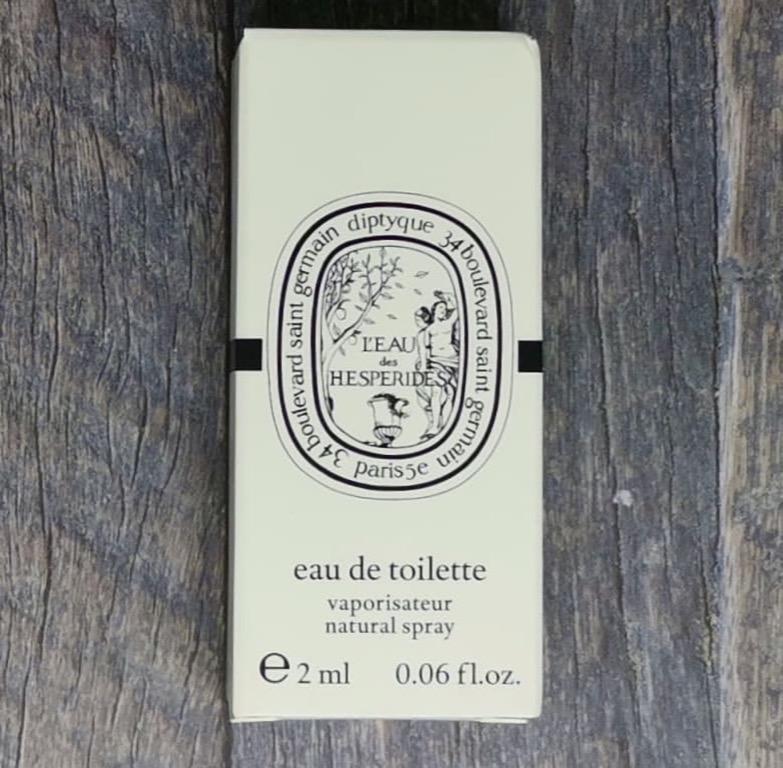 diptyque 34 boulevard saint germain paris 5e 34 boulevard saint germain
L'EAU
des
HESPERIDES
eau de toilette
vaporisateur
natural spray
℮ 2 ml 0.06 fl.oz.